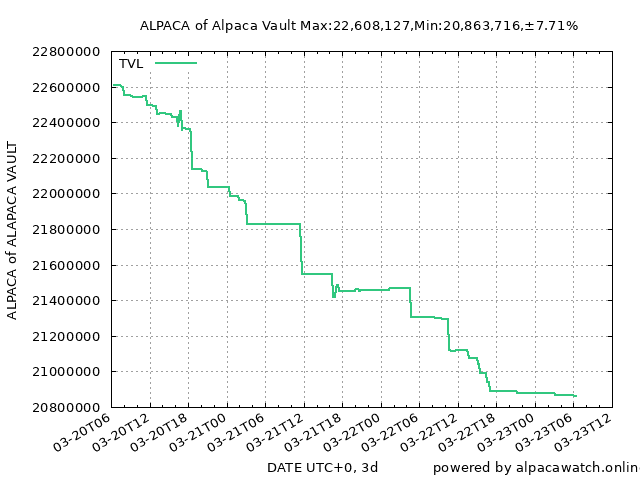 ALPACA of Alpaca Vault Max:22,608,127,Min:20,863,716,±7.71%
TVL
ALPACA of ALAPACA VAULT
22800000
22600000
22400000
22200000
22000000
21800000
21600000
21400000
21200000
21000000
20800000
03-20T06
03-20T12
03-20T18
03-21T00
03-21T06
03-21T12
03-21T18
03-22T00
03-22T06
03-22T12
03-22T18
03-23T00
03-23T06
03-23T12
DATE UTC+0, 3d
powered by alpacawatch.onlin